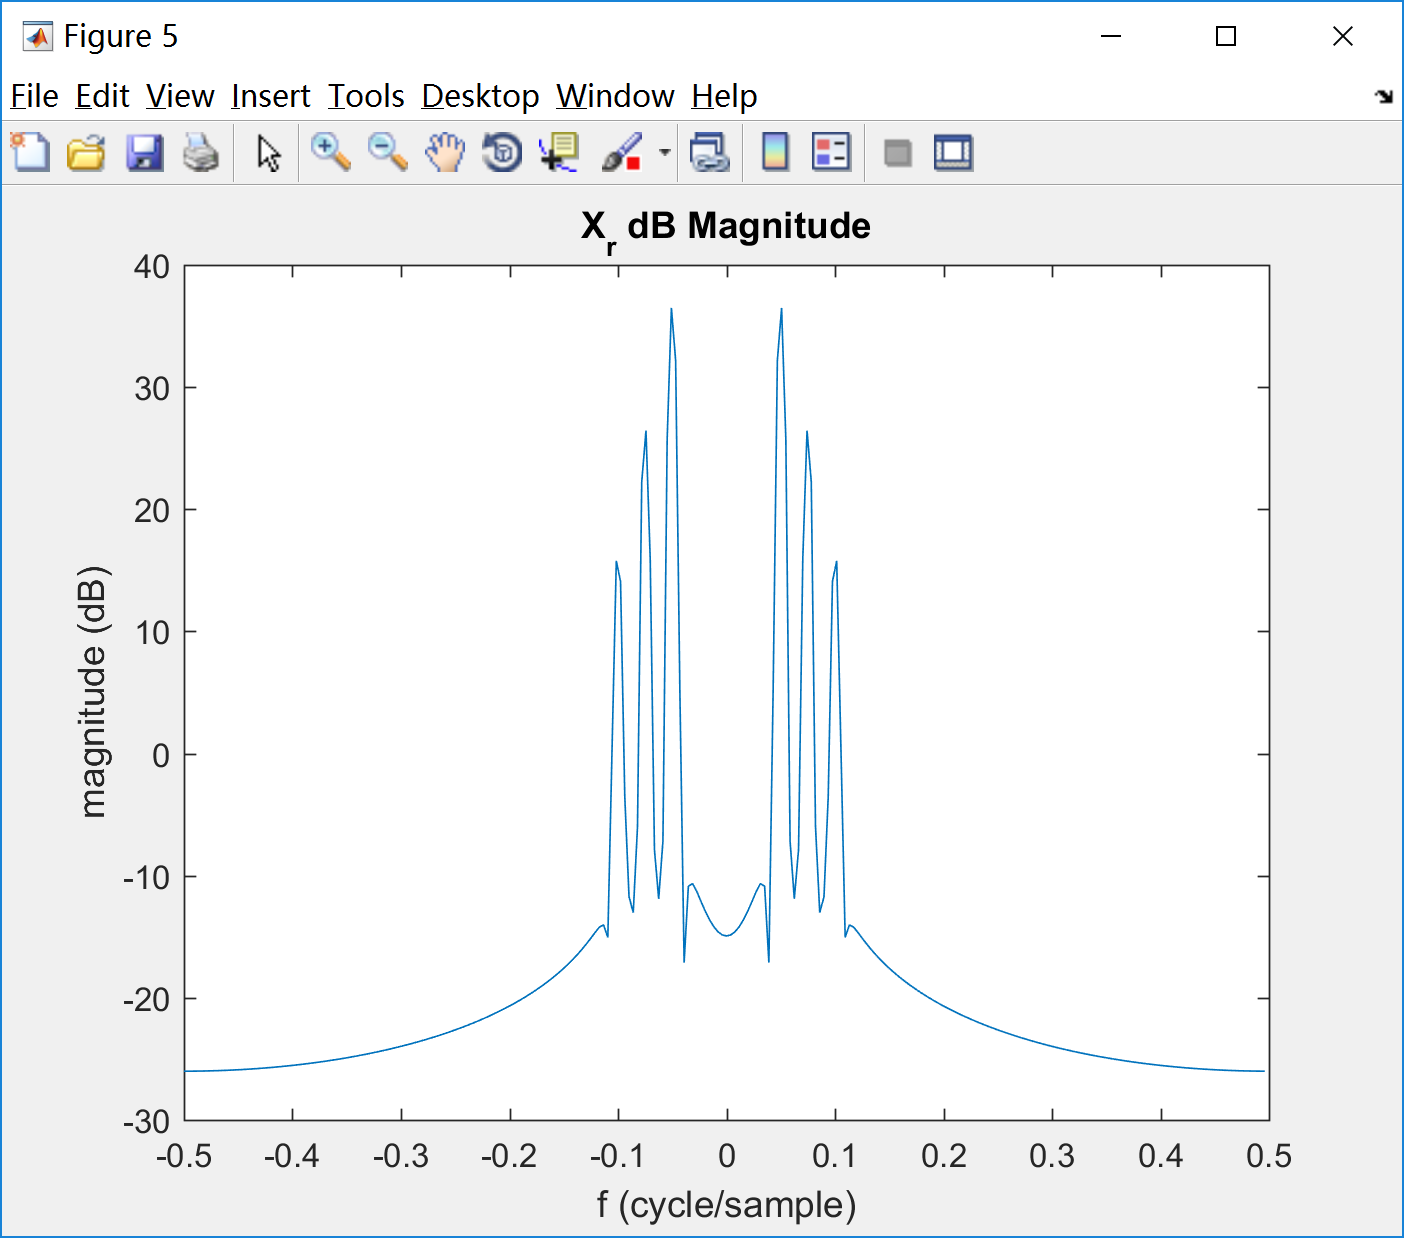 Figure 5
File Edit View Insert Tools Desktop Window Help
X_r dB Magnitude
40
30
20
10
0
-10
-20
-30
magnitude (dB)
-0.5 -0.4 -0.3 -0.2 -0.1 0 0.1 0.2 0.3 0.4 0.5
f (cycle/sample)